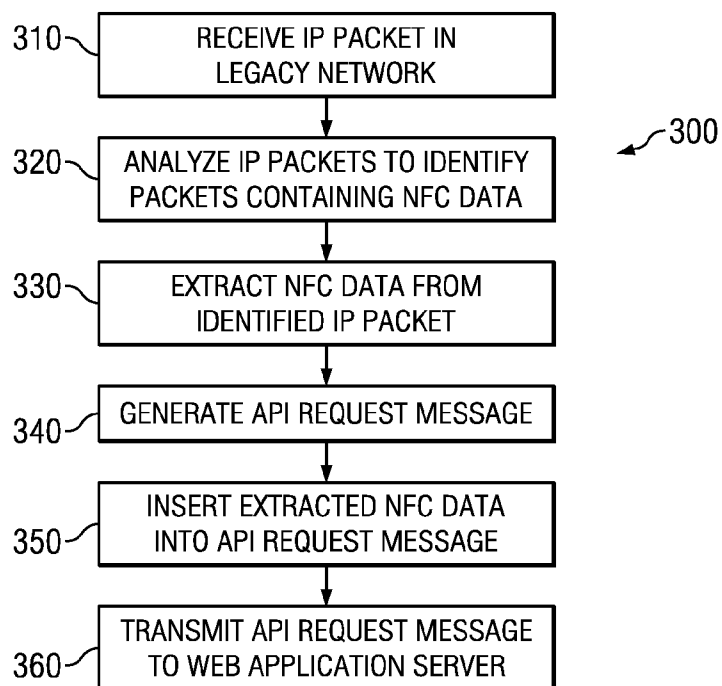 310
RECEIVE IP PACKET IN
LEGACY NETWORK
300
320
ANALYZE IP PACKETS TO IDENTIFY
PACKETS CONTAINING NFC DATA
330
EXTRACT NFC DATA FROM
IDENTIFIED IP PACKET
340
GENERATE API REQUEST MESSAGE
350
INSERT EXTRACTED NFC DATA
INTO API REQUEST MESSAGE
360
TRANSMIT API REQUEST MESSAGE
TO WEB APPLICATION SERVER